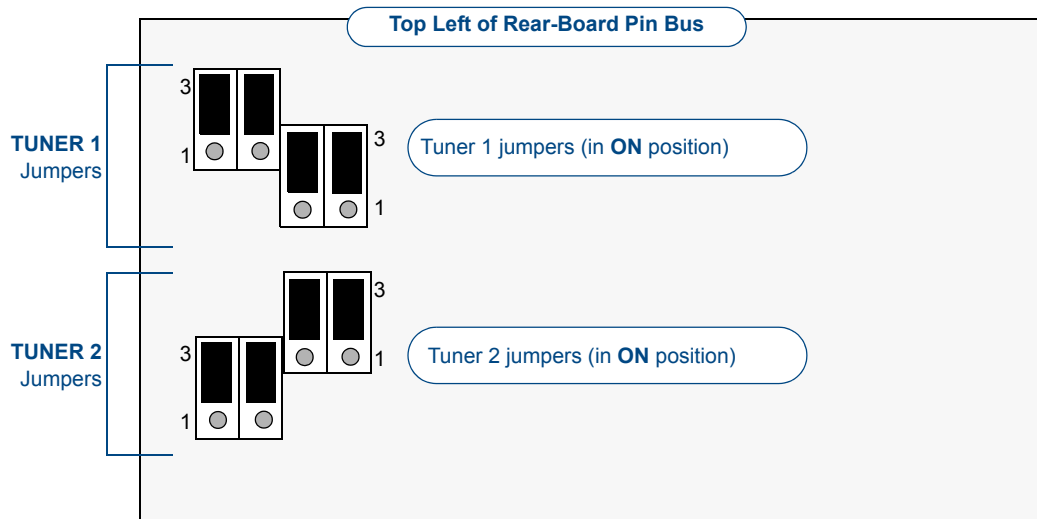 Top Left of Rear-Board Pin Bus
3
TUNER 1
Jumpers
1
3
1
Tuner 1 jumpers (in ON position)
3
1
TUNER 2
Jumpers
3
1
Tuner 2 jumpers (in ON position)